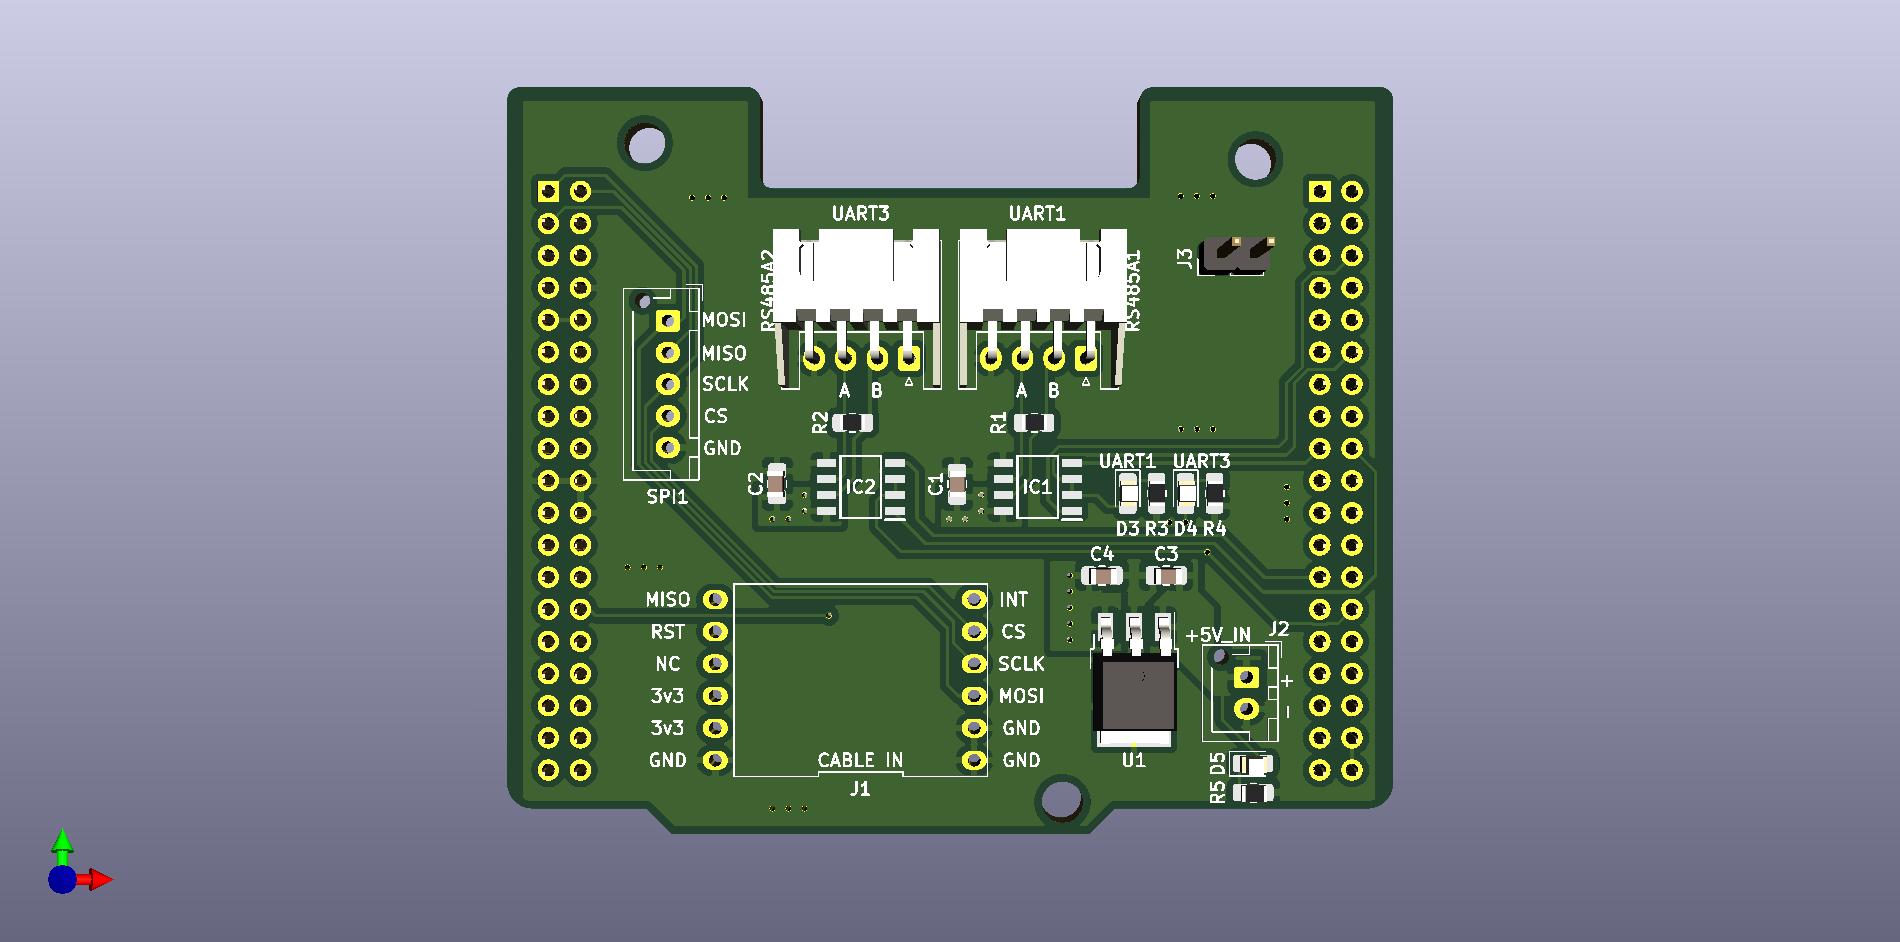 UART3
UART1
RS485A2
RS485A1
J3
MOSI
MISO
SCLK
CS
GND
SPI1
A
B
A
B
R2
R1
C2
IC2
C1
IC1
UART1
UART3
D3
R3
D4
R4
C4
C3
MISO
RST
NC
3v3
3v3
GND
INT
CS
SCLK
MOSI
GND
GND
CABLE IN
J1
+5V_IN
J2
+
-
U1
D5
R5